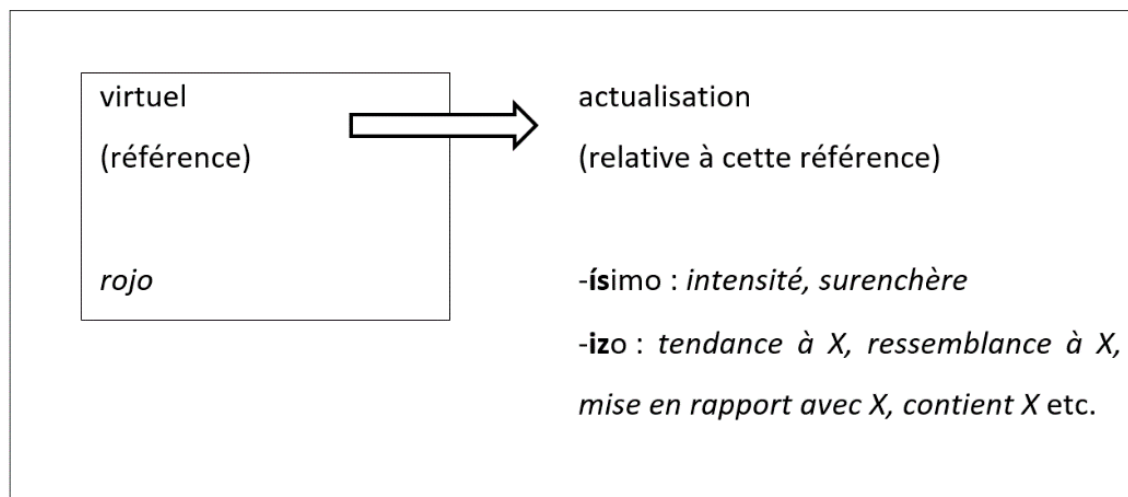 virtuel
(référence)
rojo
actualisation
(relative à cette référence)
-ísimo : intensité, surenchère
-izo : tendance à X, ressemblance à X,
mise en rapport avec X, contient X etc.